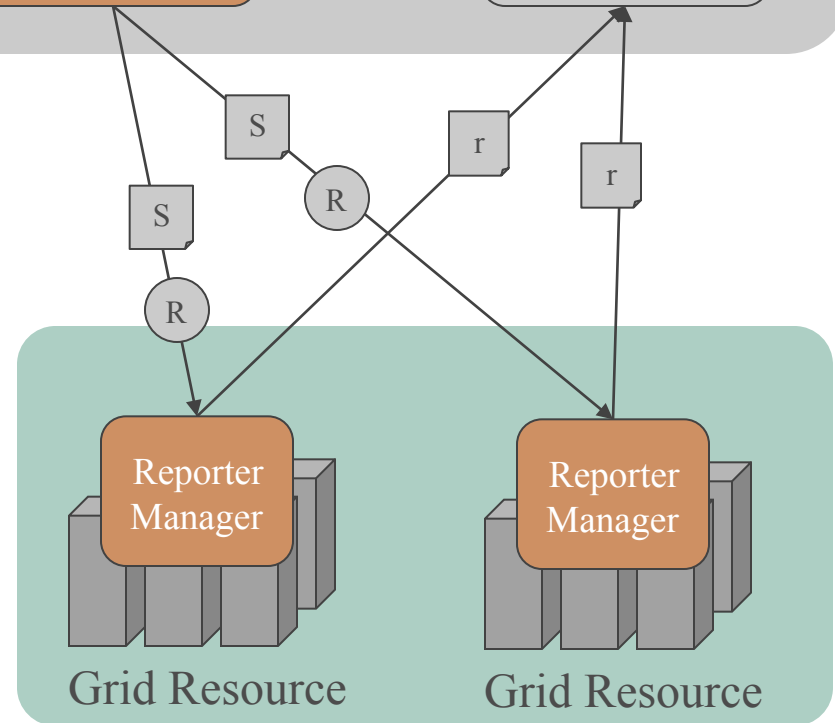 S
r
R
r
S
R
Reporter
Manager
Reporter
Manager
Grid Resource
Grid Resource